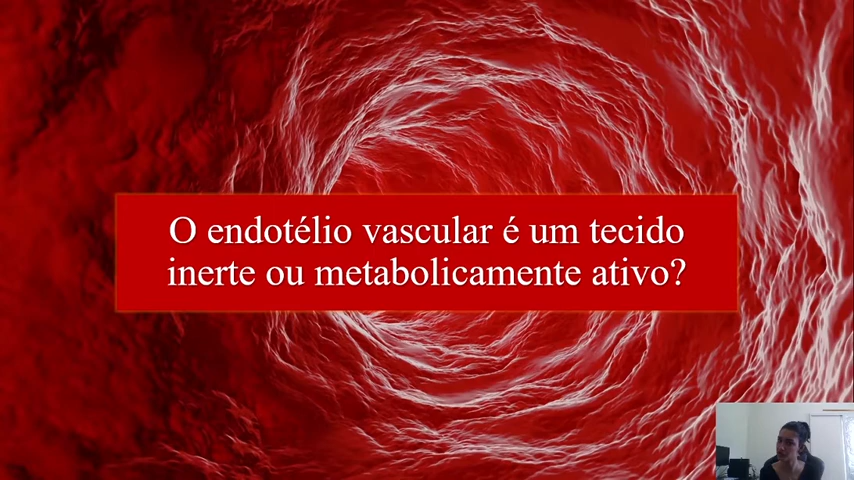 O endotélio vascular é um tecido
inerte ou metabolicamente ativo?